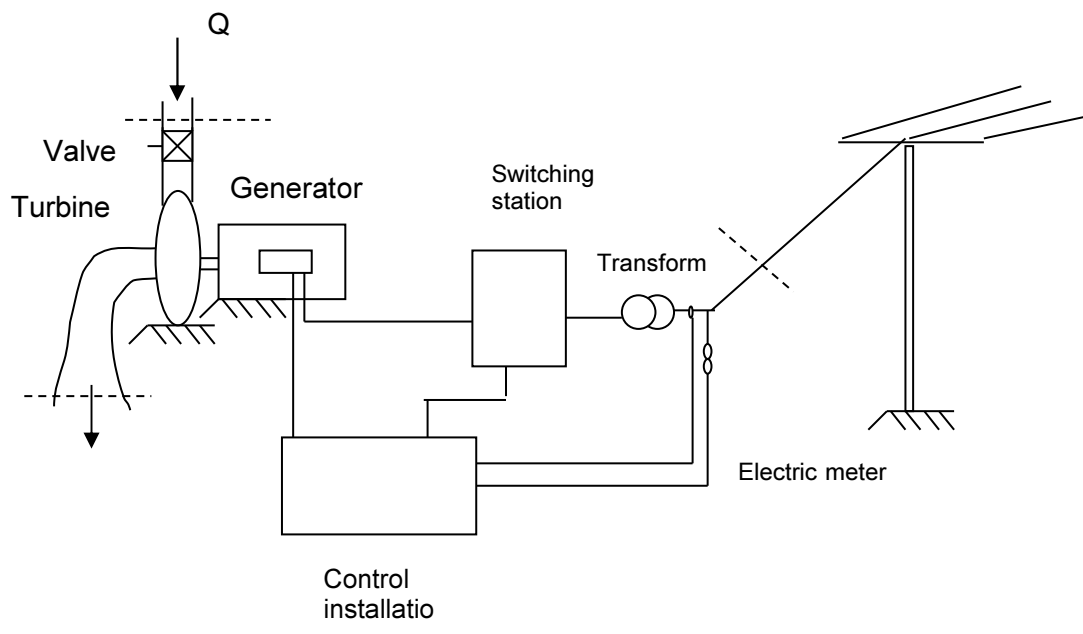 Q
Valve
Turbine
Generator
Switching
station
Transform
Electric meter
Control
installatio